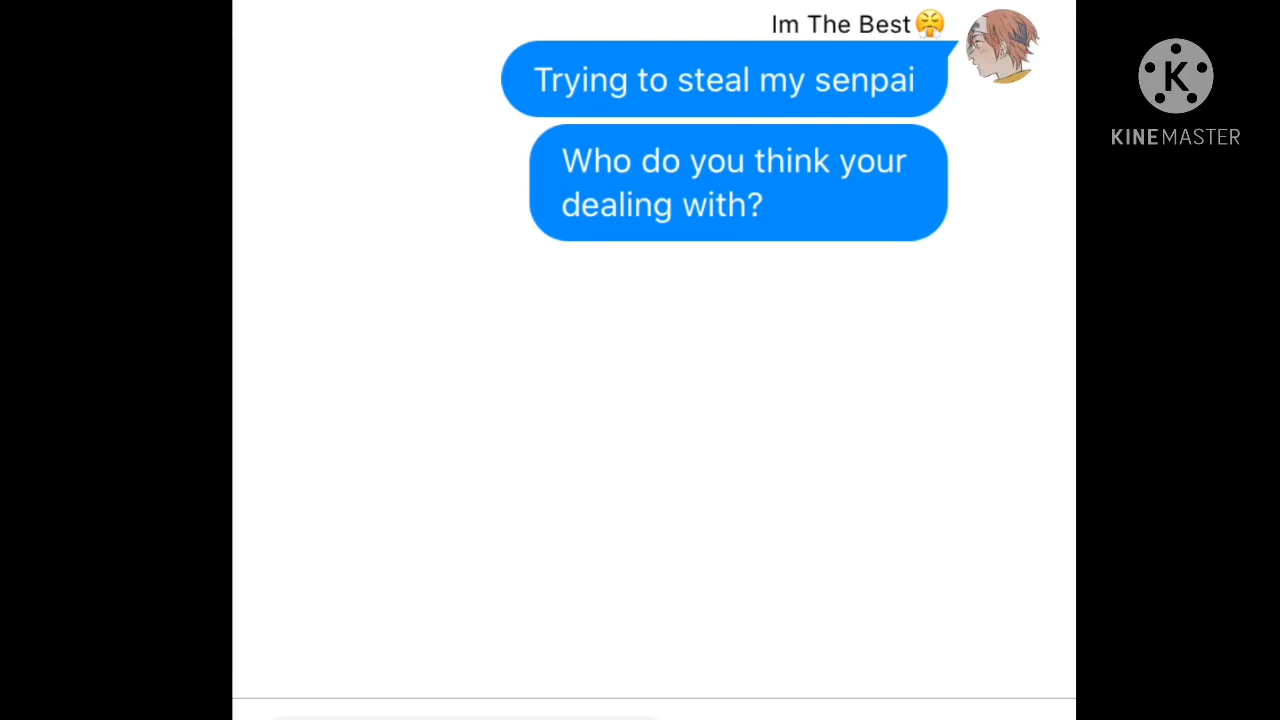 Im The Best😤
Trying to steal my senpai
Who do you think your
dealing with?
K
KINEMASTER